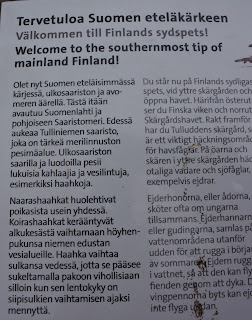 Tervetuloa Suomen eteläkärkeen
Välkommen till Finlands sydspets!
Welcome to the southernmost tip of
mainland Finland!
Olet nyt Suomen eteläisimmässä
kärjessä, ulkosaariston ja avo-
meren äärellä. Tästä itään
avautuu Suomenlahti ja
pohjoiseen Saaristomeri. Edessä
aukeaa Tulliniemen saaristo,
joka on tärkeä merilinnuston
pesimäalue. Ulkosaariston
saarilla ja luodoilla pesii
lukuisia kahlaajia ja vesilintuja,
esimerkiksi haahkoja.
Naarashaahkat huolehtivat
poikasista usein yhdessä.
Koirashaahkat kerääntyvät
alkukesästä vaihtamaan höyhen-
pukunsa niemen edustan
vesialueille. Haahka vaihtaa
sulkansa vedessä, jotta se pääsee
sukeltamalla pakoon vihollisiaan
silloin kun sen lentokyky on
siipisulkien vaihtamisen ajaksi
mennyttä.
Du står nu på Finlands sydligas
spets, vid yttre skärgården och
öppna havet. Härifrån österut
ser du Finska viken och norrut
Skärgårdshavet. Rakt framför
har du Tulluddens skärgård, s
är ett viktigt häckningsområde
för havsfåglar. På öarna och
skären i yttre skärgården häc
otaliga vadare och sjöfåglar,
exempelvis ejdrar.
Ejderhonorna, eller ådorna,
sköter ofta om ungarna
tillsammans. Ejderhannarn
eller gudingarna, samlas på
vattenområdena utanför
udden för att rugga i börja
av sommaren. Ejdern rugg
i vattnet, så att den kan fly
fienden genom att dyka. D
vingpennorna byts kan de
inte flyga undan.